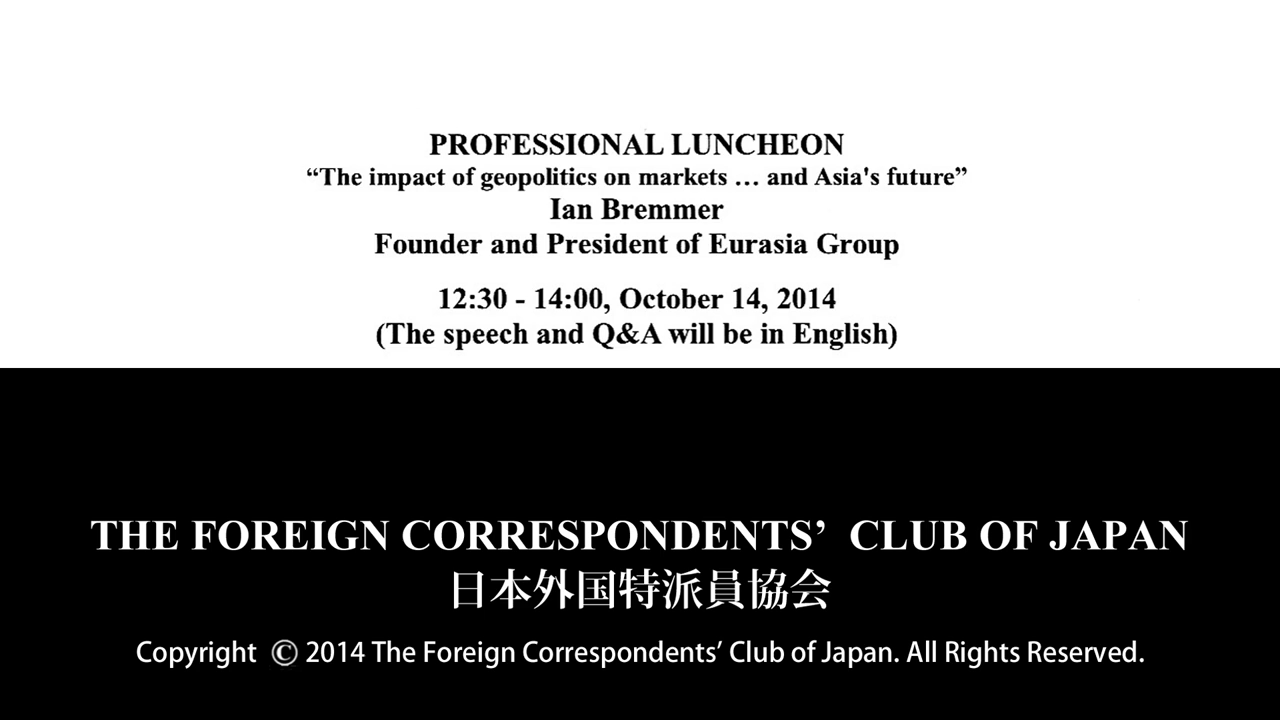 PROFESSIONAL LUNCHEON
“The impact of geopolitics on markets … and Asia's future”
Ian Bremmer
Founder and President of Eurasia Group
12:30 - 14:00, October 14, 2014
(The speech and Q&A will be in English)
THE FOREIGN CORRESPONDENTS’ CLUB OF JAPAN
日本外国特派員協会
Copyright © 2014 The Foreign Correspondents’ Club of Japan. All Rights Reserved.